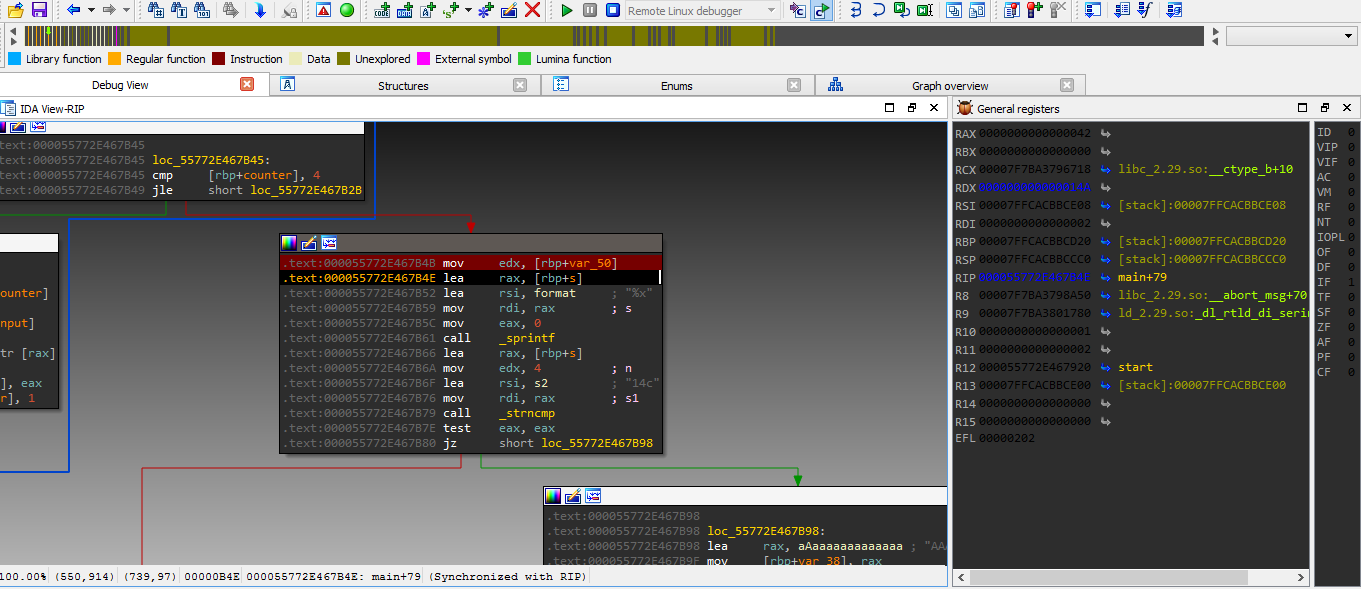 Remote Linux debugger
Library function Regular function Instruction Data Unexplored External symbol Lumina function
Debug View Structures Enums Graph overview
IDA View-RIP
text:000055772E467B45
text:000055772E467B45 loc_55772E467B45:
text:000055772E467B45 cmp [rbp+counter], 4
text:000055772E467B49 jle short loc_55772E467B2B
ounter]
nput]
tr [rax]
], eax
r], 1
.text:000055772E467B4B mov edx, [rbp+var_50]
.text:000055772E467B4E lea rax, [rbp+s]
.text:000055772E467B52 lea rsi, format ; "%x"
.text:000055772E467B59 mov rdi, rax ; s
.text:000055772E467B5C mov eax, 0
.text:000055772E467B61 call _sprintf
.text:000055772E467B66 lea rax, [rbp+s]
.text:000055772E467B6A mov edx, 4 ; n
.text:000055772E467B6F lea rsi, s2 ; "14c"
.text:000055772E467B76 mov rdi, rax ; s1
.text:000055772E467B79 call _strncmp
.text:000055772E467B7E test eax, eax
.text:000055772E467B80 jz short loc_55772E467B98
.text:000055772E467B98
.text:000055772E467B98 loc_55772E467B98:
.text:000055772E467B98 lea rax, aAaaaaaaaaaaaaa ; "AAA
.text:000055772E467B9F mov [rbp+var_38], rax
100.00% (550,914) (739,97) 00000B4E 000055772E467B4E: main+79 (Synchronized with RIP)
General registers
RAX 0000000000000042
RBX 0000000000000000
RCX 00007F7BA3796718 libc_2.29.so:__ctype_b+10
RDX 000000000000014A
RSI 00007FFCACBBCE08 [stack]:00007FFCACBBCE08
RDI 0000000000000002
RBP 00007FFCACBBCD20 [stack]:00007FFCACBBCD20
RSP 00007FFCACBBCCC0 [stack]:00007FFCACBBCCC0
RIP 000055772E467B4E main+79
R8 00007F7BA3798A50 libc_2.29.so:__abort_msg+70
R9 00007F7BA3801780 ld_2.29.so:_dl_rtld_di_serin
R10 0000000000000001
R11 0000000000000002
R12 000055772E467920 start
R13 00007FFCACBBCE00 [stack]:00007FFCACBBCE00
R14 0000000000000000
R15 0000000000000000
EFL 00000202
ID 0
VIP 0
VIF 0
AC 0
VM 0
RF 0
NT 0
IOPL 0
OF 0
DF 0
IF 1
TF 0
SF 0
ZF 0
AF 0
PF 0
CF 0